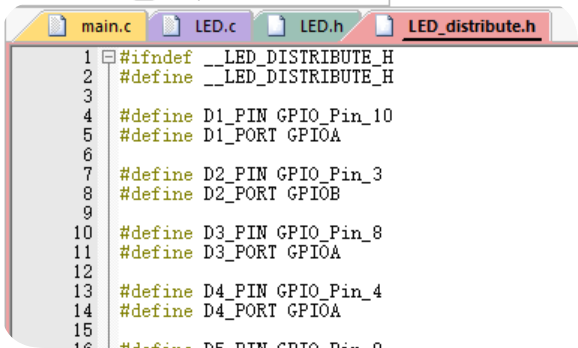 main.c LED.c LED.h LED_distribute.h
1 #ifndef __LED_DISTRIBUTE_H
2 #define __LED_DISTRIBUTE_H
3
4 #define D1_PIN GPIO_Pin_10
5 #define D1_PORT GPIOA
6
7 #define D2_PIN GPIO_Pin_3
8 #define D2_PORT GPIOB
9
10 #define D3_PIN GPIO_Pin_8
11 #define D3_PORT GPIOA
12
13 #define D4_PIN GPIO_Pin_4
14 #define D4_PORT GPIOA
15
16 #define D5_PIN